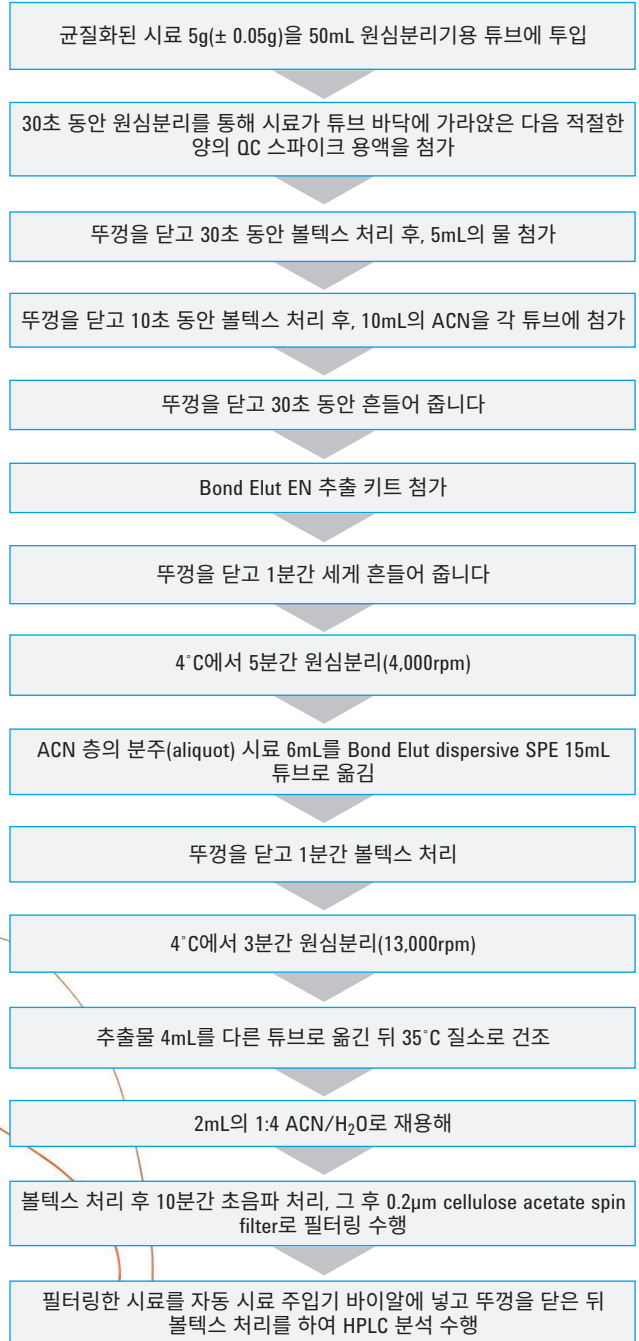 균질화된 시료 5g(± 0.05g)을 50mL 원심분리기용 튜브에 투입
30초 동안 원심분리를 통해 시료가 튜브 바닥에 가라앉은 다음 적절한
양의 QC 스파이크 용액을 첨가
뚜껑을 닫고 30초 동안 볼텍스 처리 후, 5mL의 물 첨가
뚜껑을 닫고 10초 동안 볼텍스 처리 후, 10mL의 ACN을 각 튜브에 첨가
뚜껑을 닫고 30초 동안 흔들어 줍니다
Bond Elut EN 추출 키트 첨가
뚜껑을 닫고 1분간 세게 흔들어 줍니다
4˚C에서 5분간 원심분리(4,000rpm)
ACN 층의 분주(aliquot) 시료 6mL를 Bond Elut dispersive SPE 15mL
튜브로 옮김
뚜껑을 닫고 1분간 볼텍스 처리
4˚C에서 3분간 원심분리(13,000rpm)
추출물 4mL를 다른 튜브로 옮긴 뒤 35˚C 질소로 건조
2mL의 1:4 ACN/H₂O로 재용해
볼텍스 처리 후 10분간 초음파 처리, 그 후 0.2µm cellulose acetate spin
filter로 필터링 수행
필터링한 시료를 자동 시료 주입기 바이알에 넣고 뚜껑을 닫은 뒤
볼텍스 처리를 하여 HPLC 분석 수행